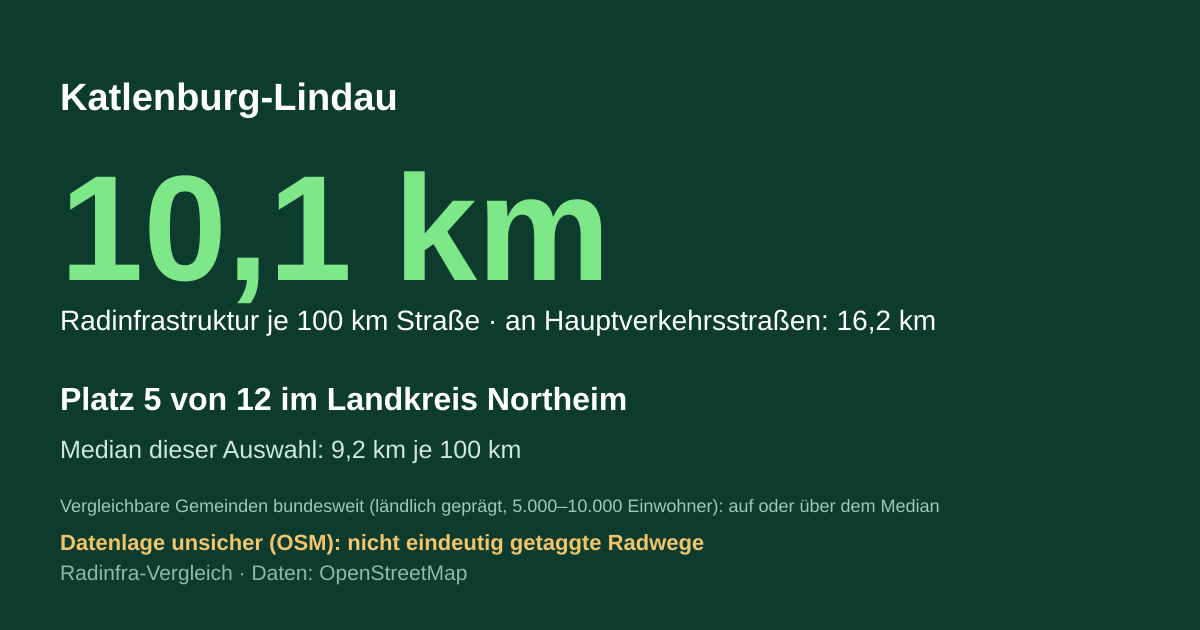 Katlenburg-Lindau
10,1 km
Radinfrastruktur je 100 km Straße · an Hauptverkehrsstraßen: 16,2 km
Platz 5 von 12 im Landkreis Northeim
Median dieser Auswahl: 9,2 km je 100 km
Vergleichbare Gemeinden bundesweit (ländlich geprägt, 5.000–10.000 Einwohner): auf oder über dem Median
Datenlage unsicher (OSM): nicht eindeutig getaggte Radwege
Radinfra-Vergleich · Daten: OpenStreetMap